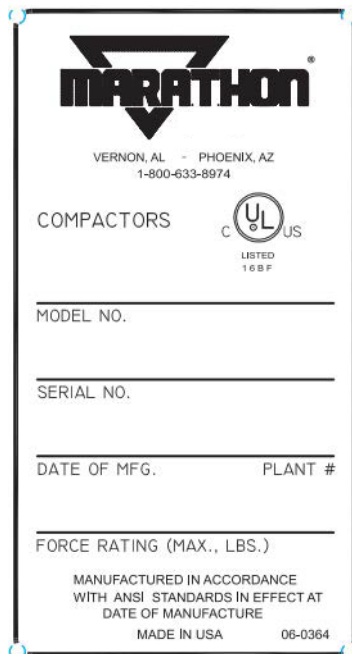 MARATHON®
VERNON, AL - PHOENIX, AZ
1-800-633-8974
COMPACTORS
C UL® US
LISTED
16BF
MODEL NO.
SERIAL NO.
DATE OF MFG. PLANT #
FORCE RATING (MAX., LBS.)
MANUFACTURED IN ACCORDANCE
WITH ANSI STANDARDS IN EFFECT AT
DATE OF MANUFACTURE
MADE IN USA 06-0364